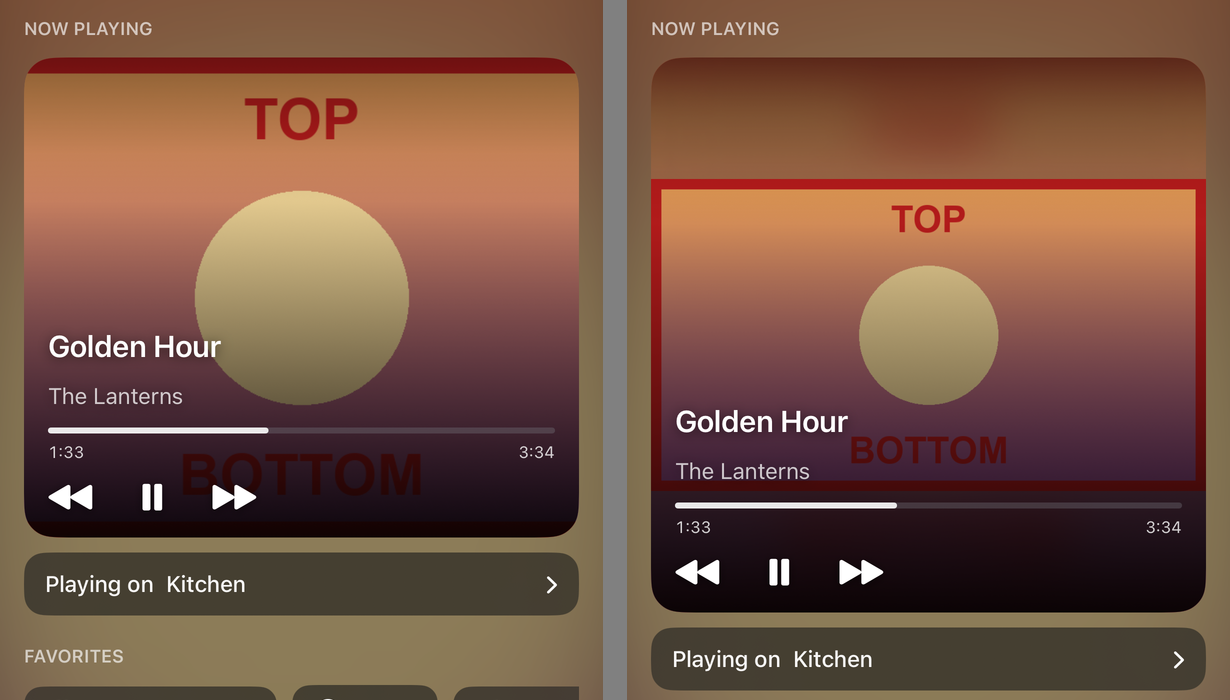 NOW PLAYING
TOP
Golden Hour
The Lanterns
1:33 3:34
BOTTOM
Playing on Kitchen
FAVORITES
NOW PLAYING
TOP
Golden Hour
BOTTOM
The Lanterns
1:33 3:34
Playing on Kitchen